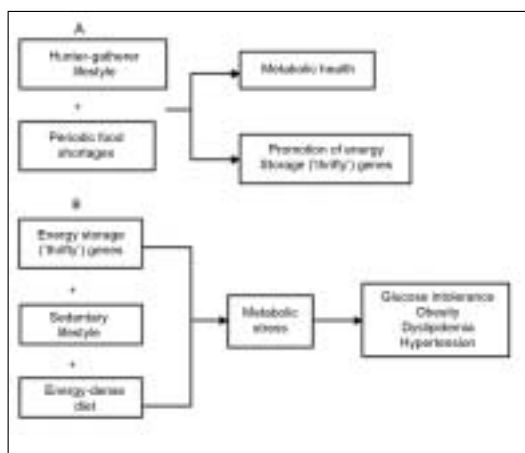 A
Hunter-gatherer
lifestyle
+
Periodic food
shortages
Metabolic health
Promotion of energy
Storage ('thrifty') genes
B
Energy storage
('thrifty') genes
+
Sedentary
lifestyle
+
Energy-dense
diet
Metabolic
stress
Glucose intolerance
Obesity
Dyslipidemia
Hypertension